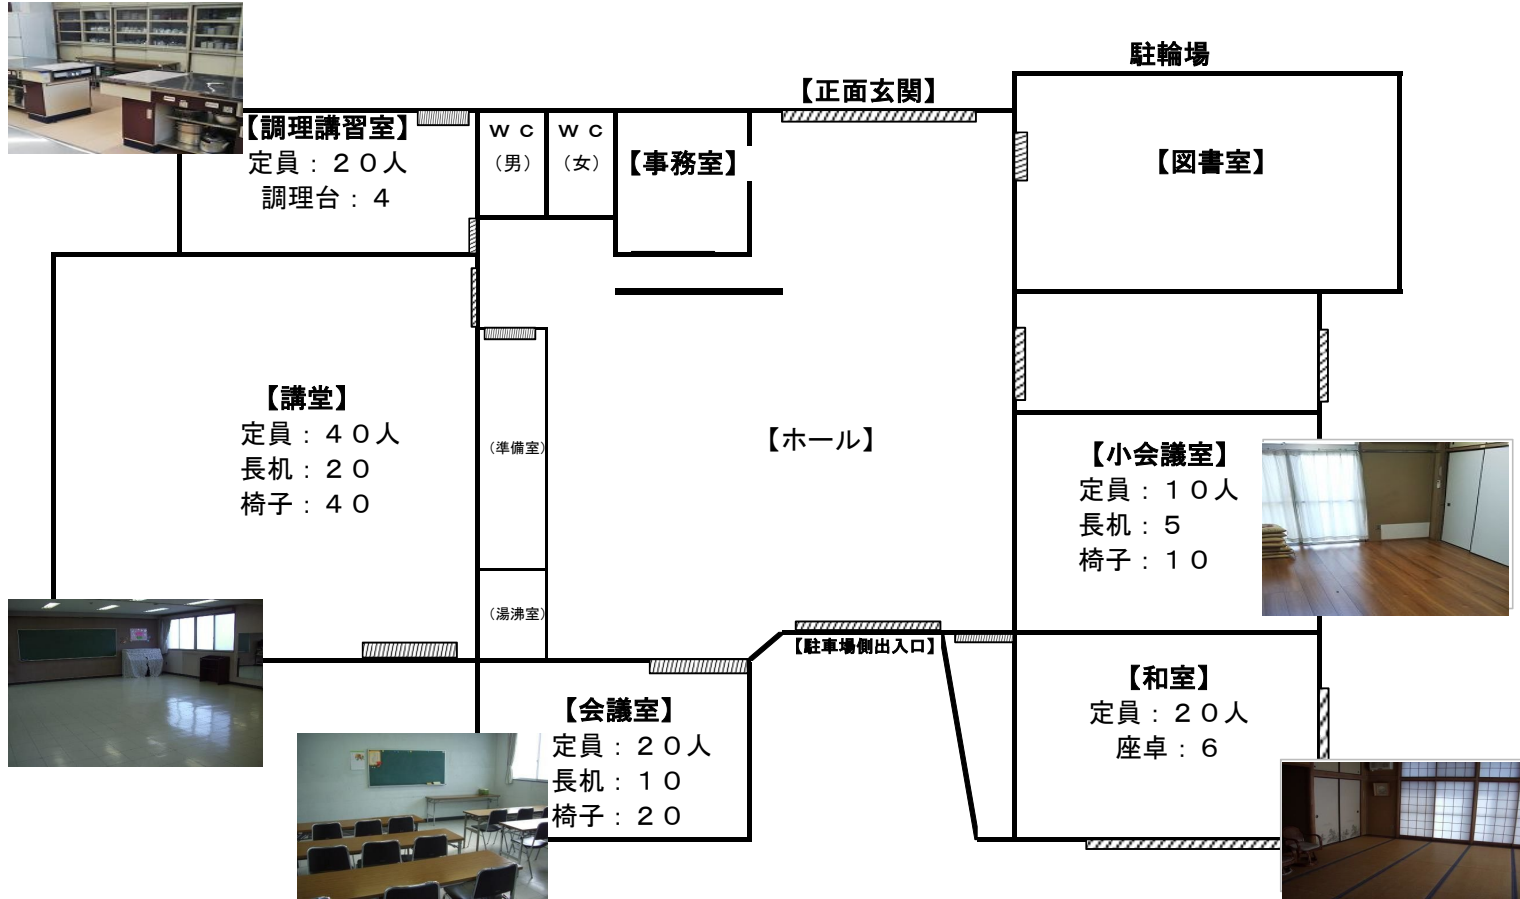 駐輪場
【正面玄関】
【調理講習室】
定員：２０人
調理台：４
ＷＣ
（男）
ＷＣ
（女）
【事務室】
【図書室】
【講堂】
定員：４０人
長机：２０
椅子：４０
（準備室）
【ホール】
【小会議室】
定員：１０人
長机：５
椅子：１０
（湯沸室）
【駐車場側出入口】
【会議室】
定員：２０人
長机：１０
椅子：２０
【和室】
定員：２０人
座卓：６